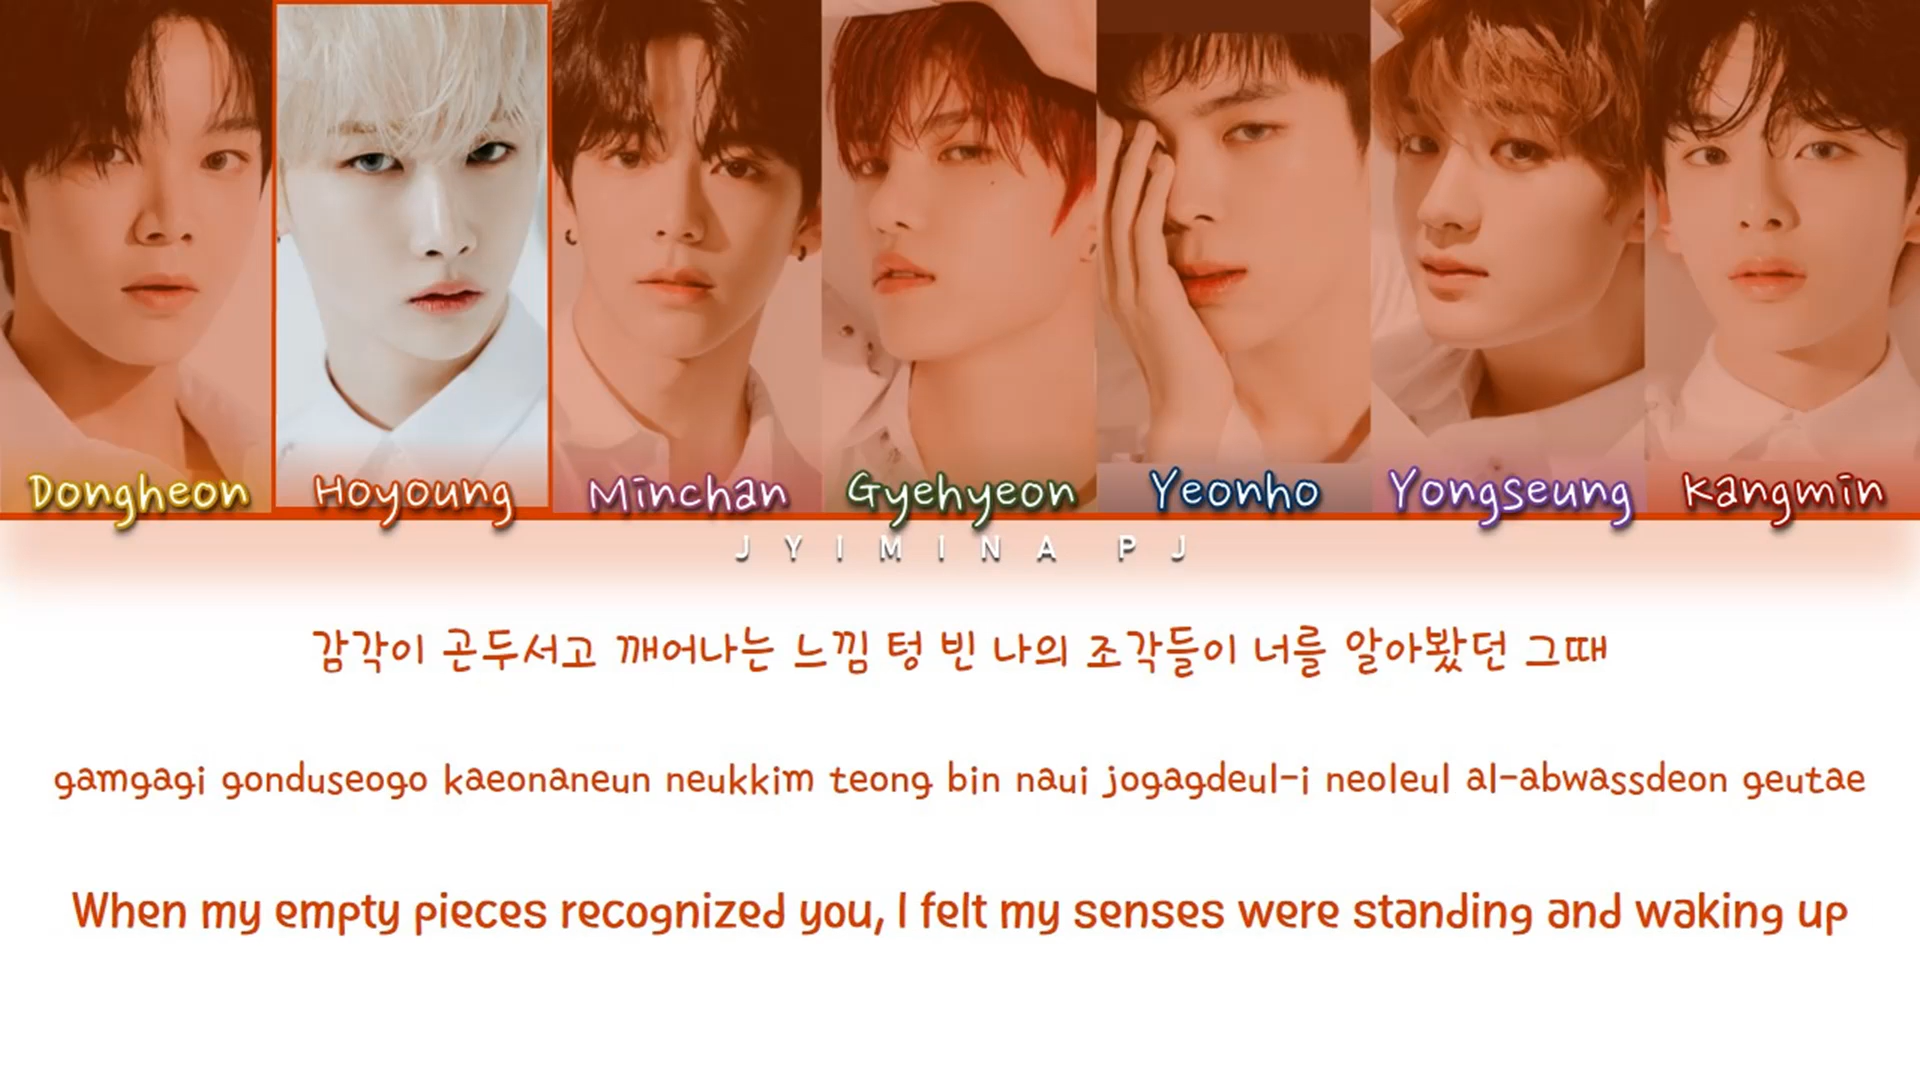 Dongheon Hoyoung Minchan Gyehyeon Yeonho Yongseung Kangmin
JYIMINA PJ
감각이 곤두서고 깨어나는 느낌 텅 빈 나의 조각들이 너를 알아봤던 그때
gamgagi gonduseogo kaeonaneun neukkim teong bin naui jogagdeul-i neoleul al-abwassdeon geutae
When my empty pieces recognized you, I felt my senses were standing and waking up